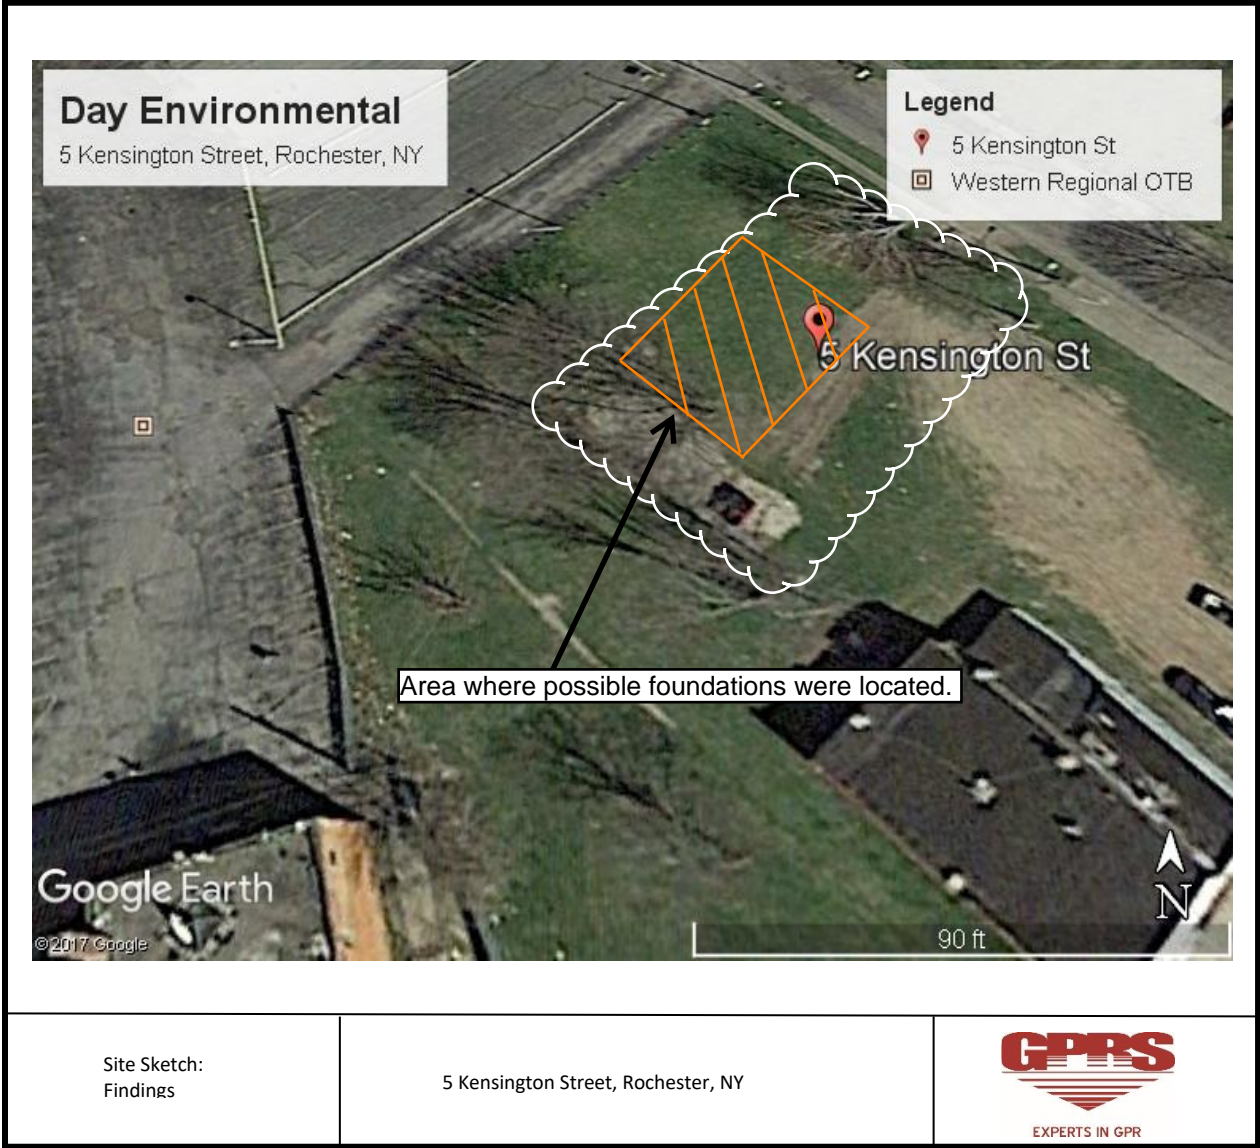 Day Environmental
5 Kensington Street, Rochester, NY
Legend
5 Kensington St
Western Regional OTB
5 Kensington St
Area where possible foundations were located.
Google Earth
© 2017 Google
N
90 ft
Site Sketch:
Findings
5 Kensington Street, Rochester, NY
GPRS
EXPERTS IN GPR